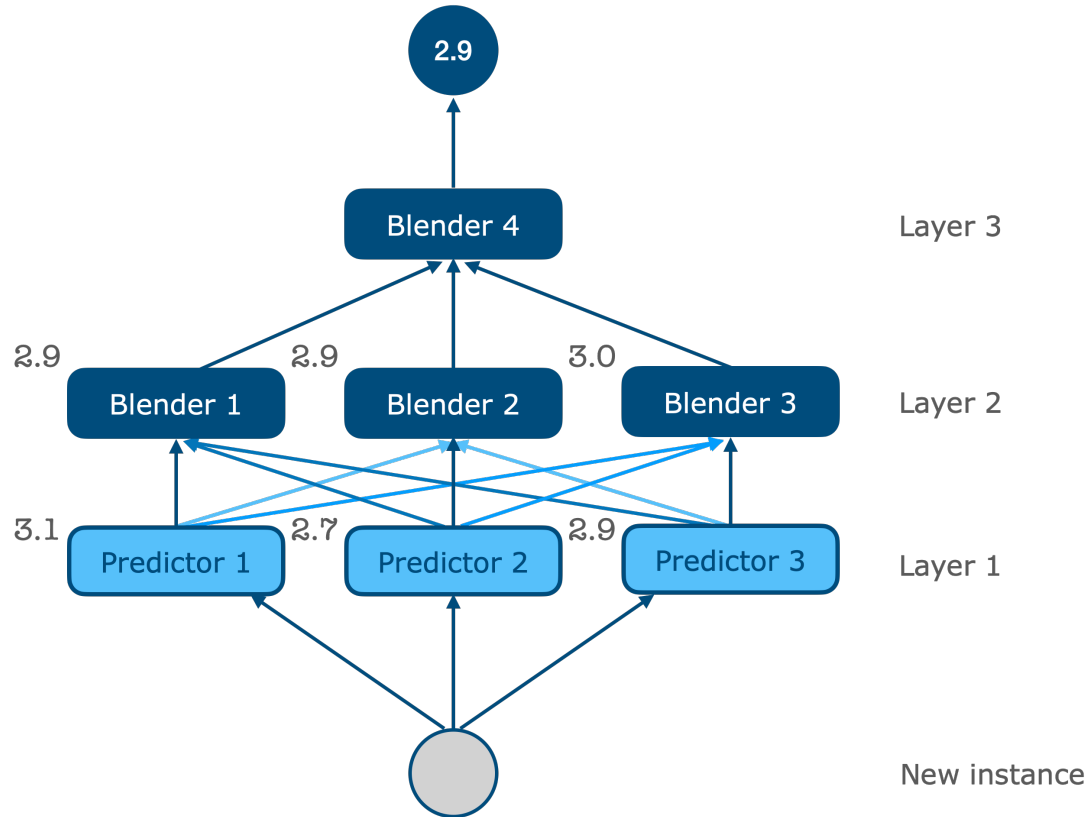 2.9
Blender 4
Layer 3
2.9
2.9
3.0
Blender 1
Blender 2
Blender 3
Layer 2
3.1
2.7
2.9
Predictor 1
Predictor 2
Predictor 3
Layer 1
New instance